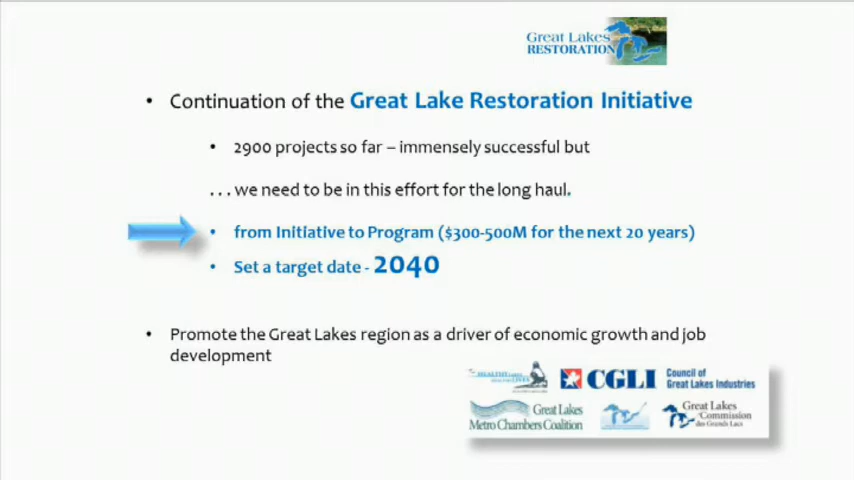 Great Lakes
RESTORATION
• Continuation of the Great Lake Restoration Initiative
• 2900 projects so far – immensely successful but
. . . we need to be in this effort for the long haul.
• from Initiative to Program ($300-500M for the next 20 years)
• Set a target date - 2040
• Promote the Great Lakes region as a driver of economic growth and job
development
CGLI Council of
Great Lakes Industries
Great Lakes
Metro Chambers Coalition
Great Lakes
Commission
des Grands Lacs